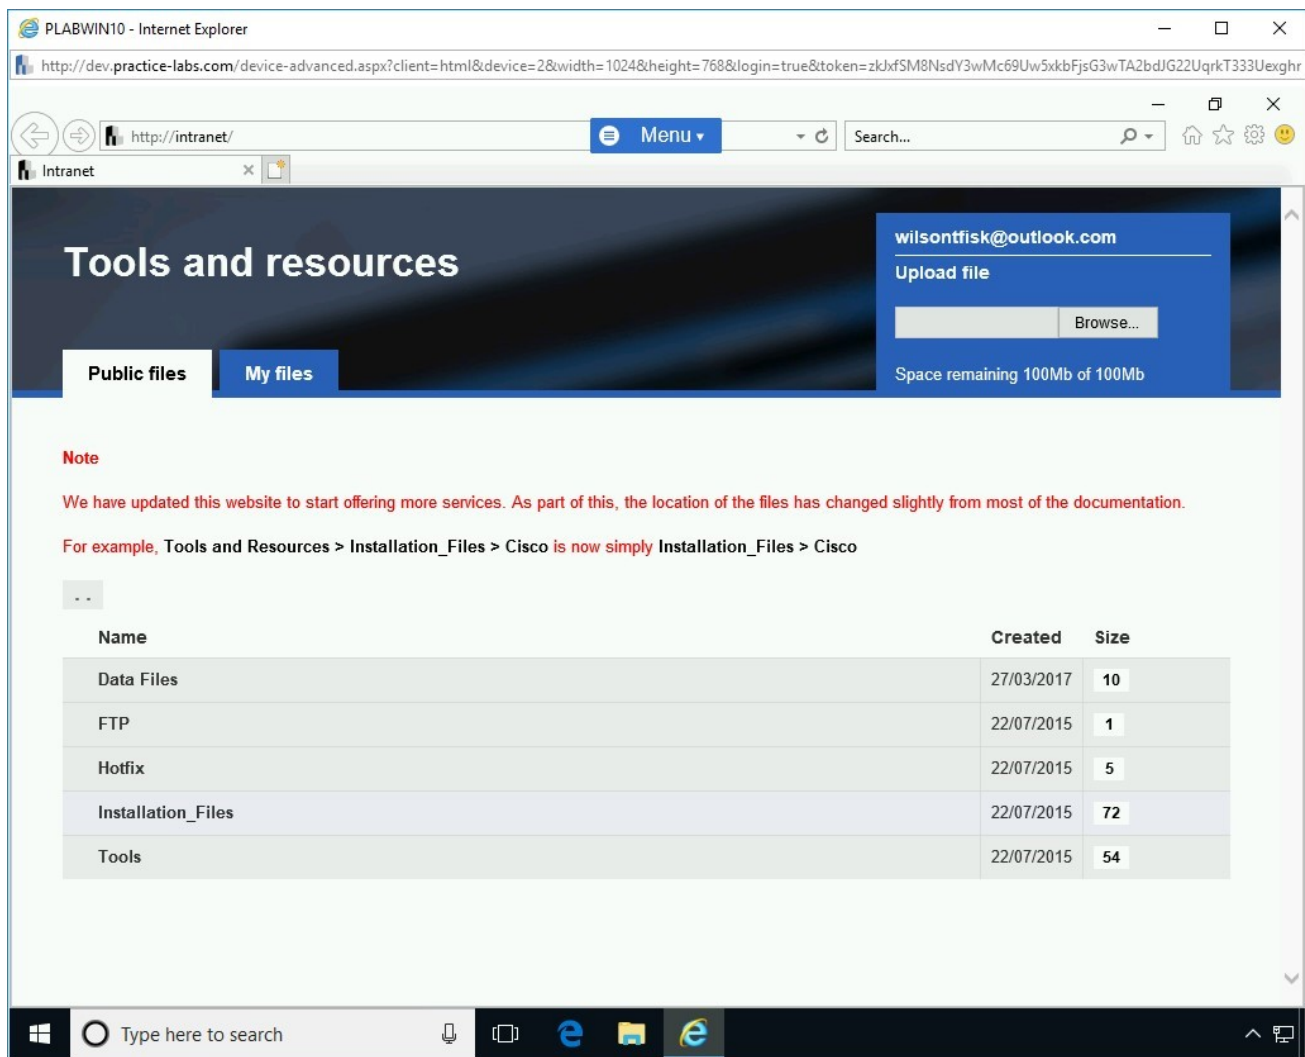 PLABWIN10 - Internet Explorer
http://dev.practice-labs.com/device-advanced.aspx?client=html&device=2&width=1024&height=768&login=true&token=zkJxfSM8NsdY3wMc69Uw5xkbFjsG3wTA2bdJG22UqrkT333Uexghr
http://intranet/
Menu
Search...
Intranet
Tools and resources
wilsontfisk@outlook.com
Upload file
Browse...
Space remaining 100Mb of 100Mb
Public files
My files
Note
We have updated this website to start offering more services. As part of this, the location of the files has changed slightly from most of the documentation.
For example, Tools and Resources > Installation_Files > Cisco is now simply Installation_Files > Cisco
. .
Name Created Size
Data Files 27/03/2017 10
FTP 22/07/2015 1
Hotfix 22/07/2015 5
Installation_Files 22/07/2015 72
Tools 22/07/2015 54
Type here to search